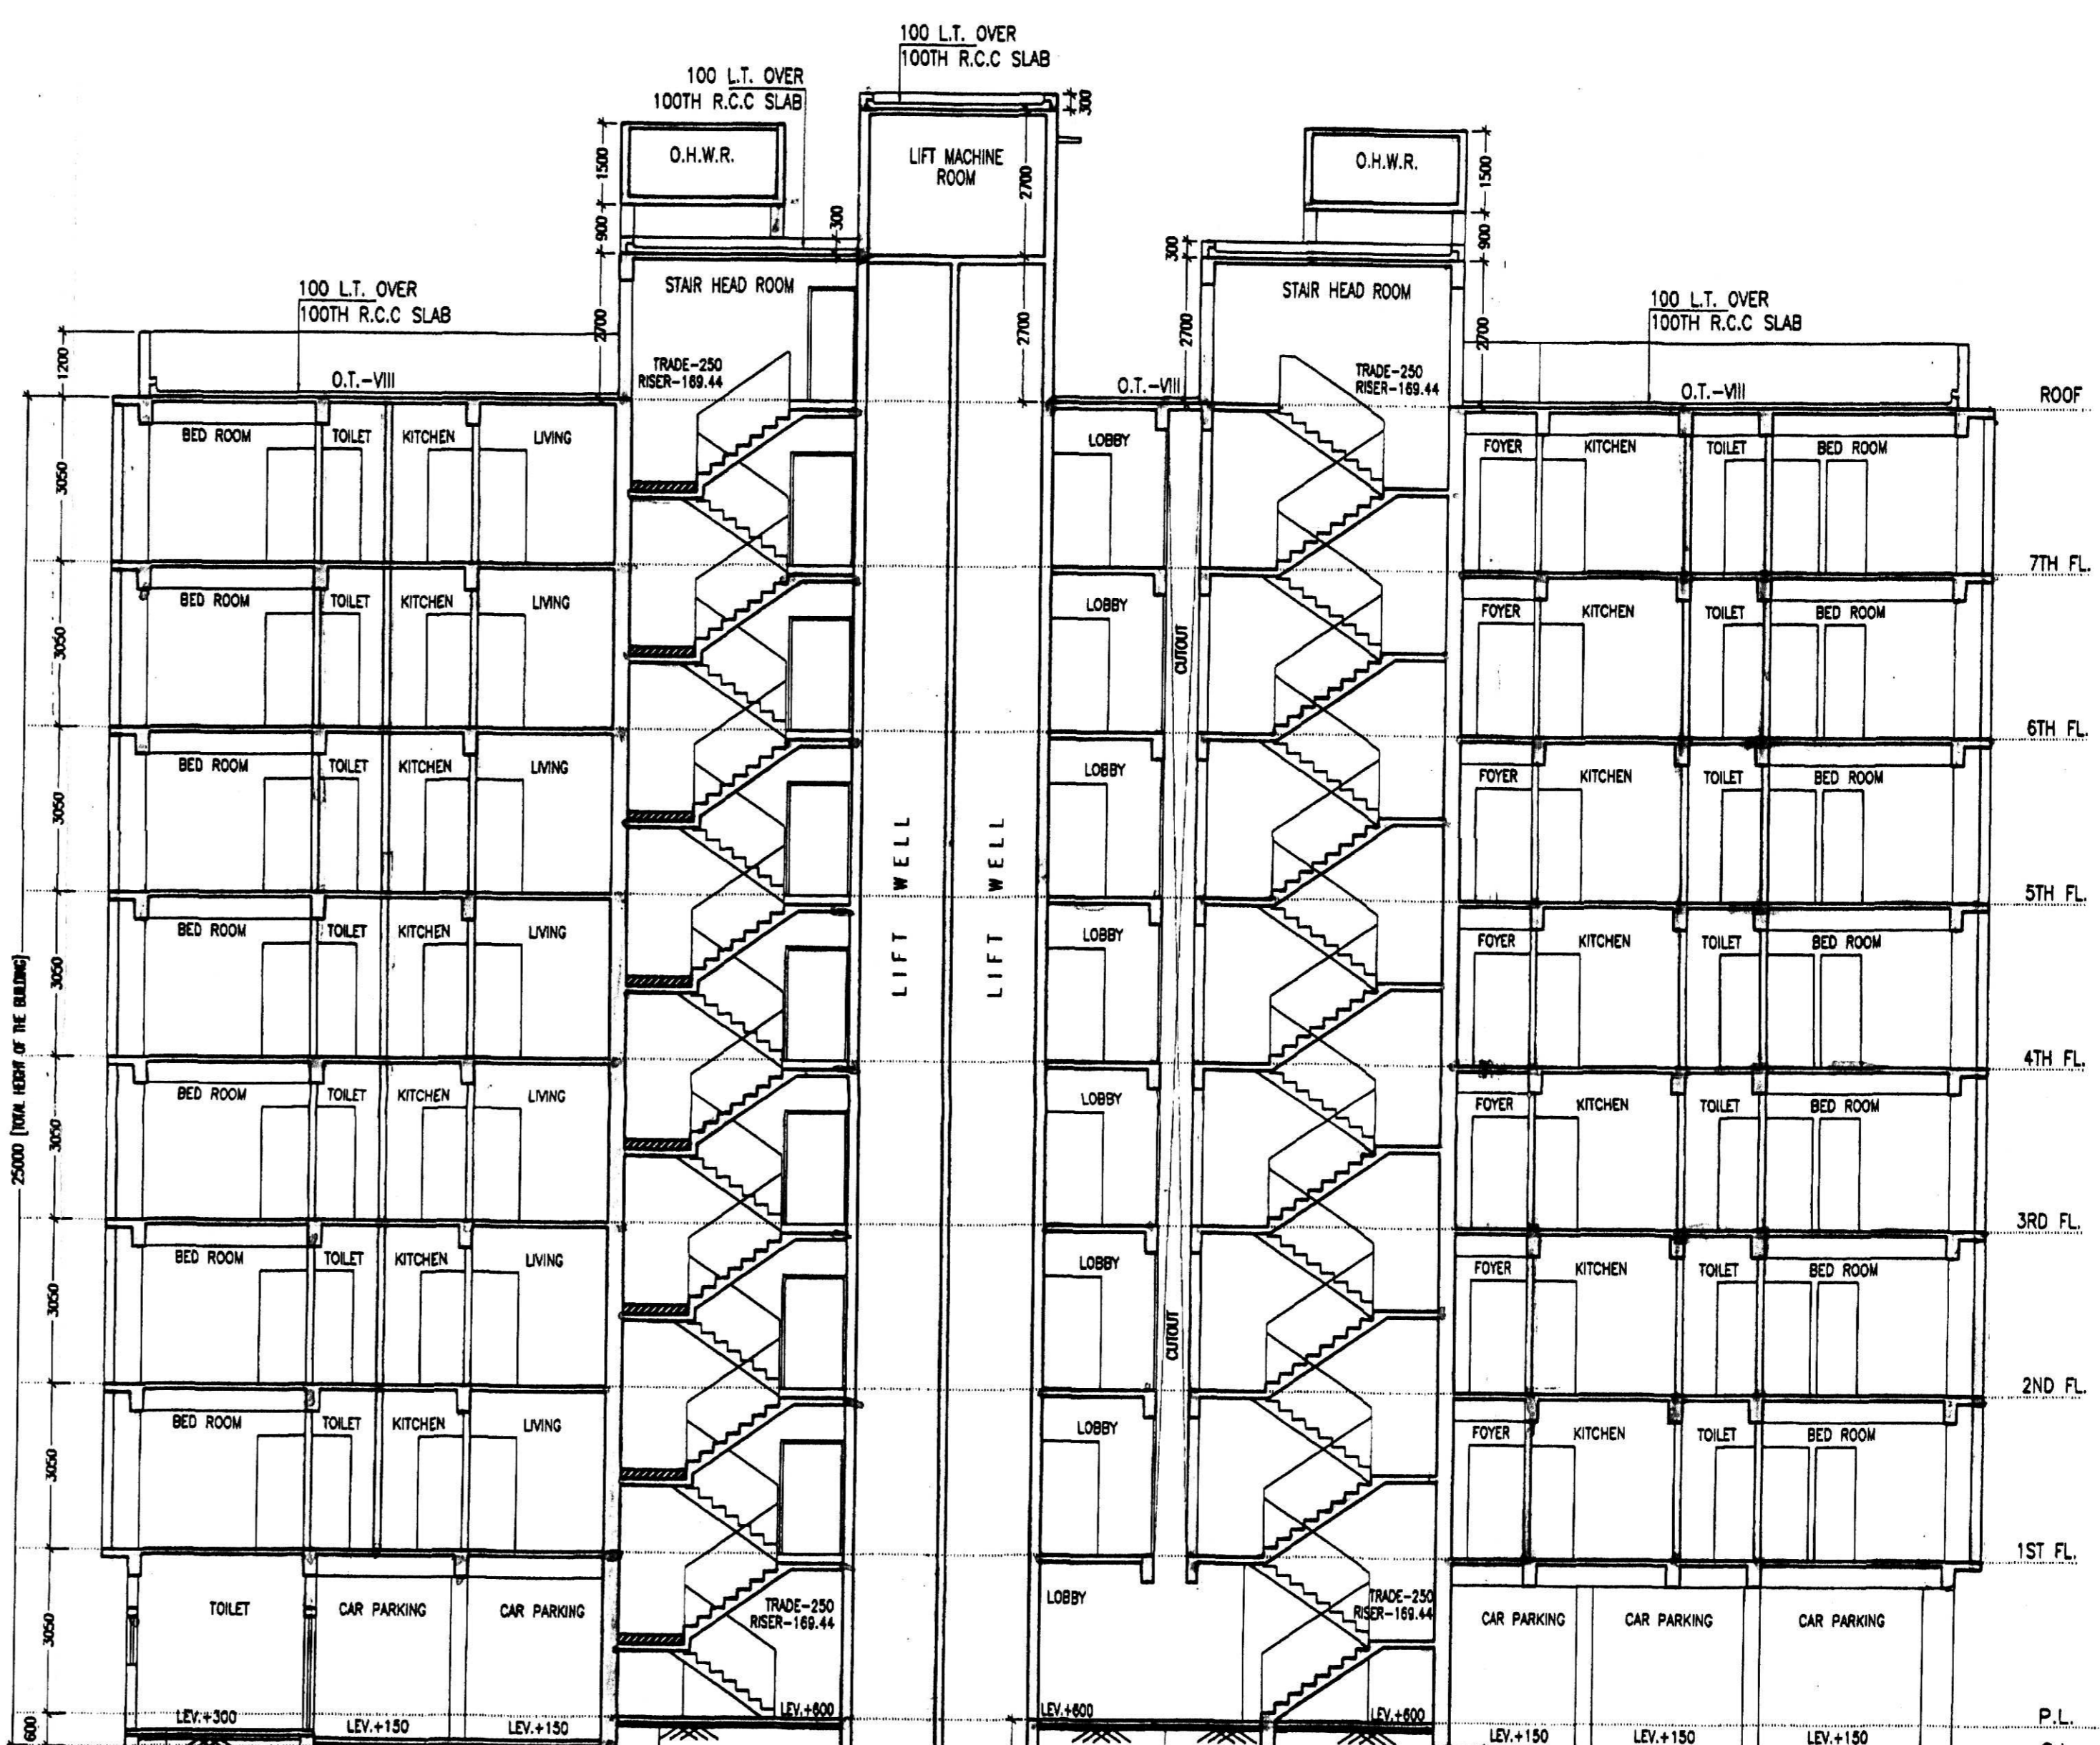 100 L.T. OVER
100TH R.C.C SLAB
100 L.T. OVER
100TH R.C.C SLAB
300
1500
O.H.W.R.
LIFT MACHINE
ROOM
2700
O.H.W.R.
1500
900
300
300
900
100 L.T. OVER
100TH R.C.C SLAB
STAIR HEAD ROOM
STAIR HEAD ROOM
100 L.T. OVER
100TH R.C.C SLAB
1200
2700
2700
2700
2700
O.T.-VIII
TRADE-250
RISER-169.44
O.T.-VIII
TRADE-250
RISER-169.44
O.T.-VIII
ROOF
3050
BED ROOM TOILET KITCHEN LIVING
LOBBY
FOYER KITCHEN TOILET BED ROOM
7TH FL.
3050
BED ROOM TOILET KITCHEN LIVING
LOBBY
CUTOUT
FOYER KITCHEN TOILET BED ROOM
6TH FL.
3050
BED ROOM TOILET KITCHEN LIVING
LOBBY
FOYER KITCHEN TOILET BED ROOM
5TH FL.
LIFT WELL
LIFT WELL
25000 [TOTAL HEIGHT OF THE BUILDING]
3050
BED ROOM TOILET KITCHEN LIVING
LOBBY
FOYER KITCHEN TOILET BED ROOM
4TH FL.
3050
BED ROOM TOILET KITCHEN LIVING
LOBBY
FOYER KITCHEN TOILET BED ROOM
3RD FL.
3050
BED ROOM TOILET KITCHEN LIVING
LOBBY
CUTOUT
FOYER KITCHEN TOILET BED ROOM
2ND FL.
3050
BED ROOM TOILET KITCHEN LIVING
LOBBY
FOYER KITCHEN TOILET BED ROOM
1ST FL.
3050
TOILET CAR PARKING CAR PARKING
TRADE-250
RISER-169.44
LOBBY
TRADE-250
RISER-169.44
CAR PARKING CAR PARKING CAR PARKING
600
LEV.+300 LEV.+150 LEV.+150 LEV.+600
LEV.+600 LEV.+600
LEV.+150 LEV.+150 LEV.+150
P.L.